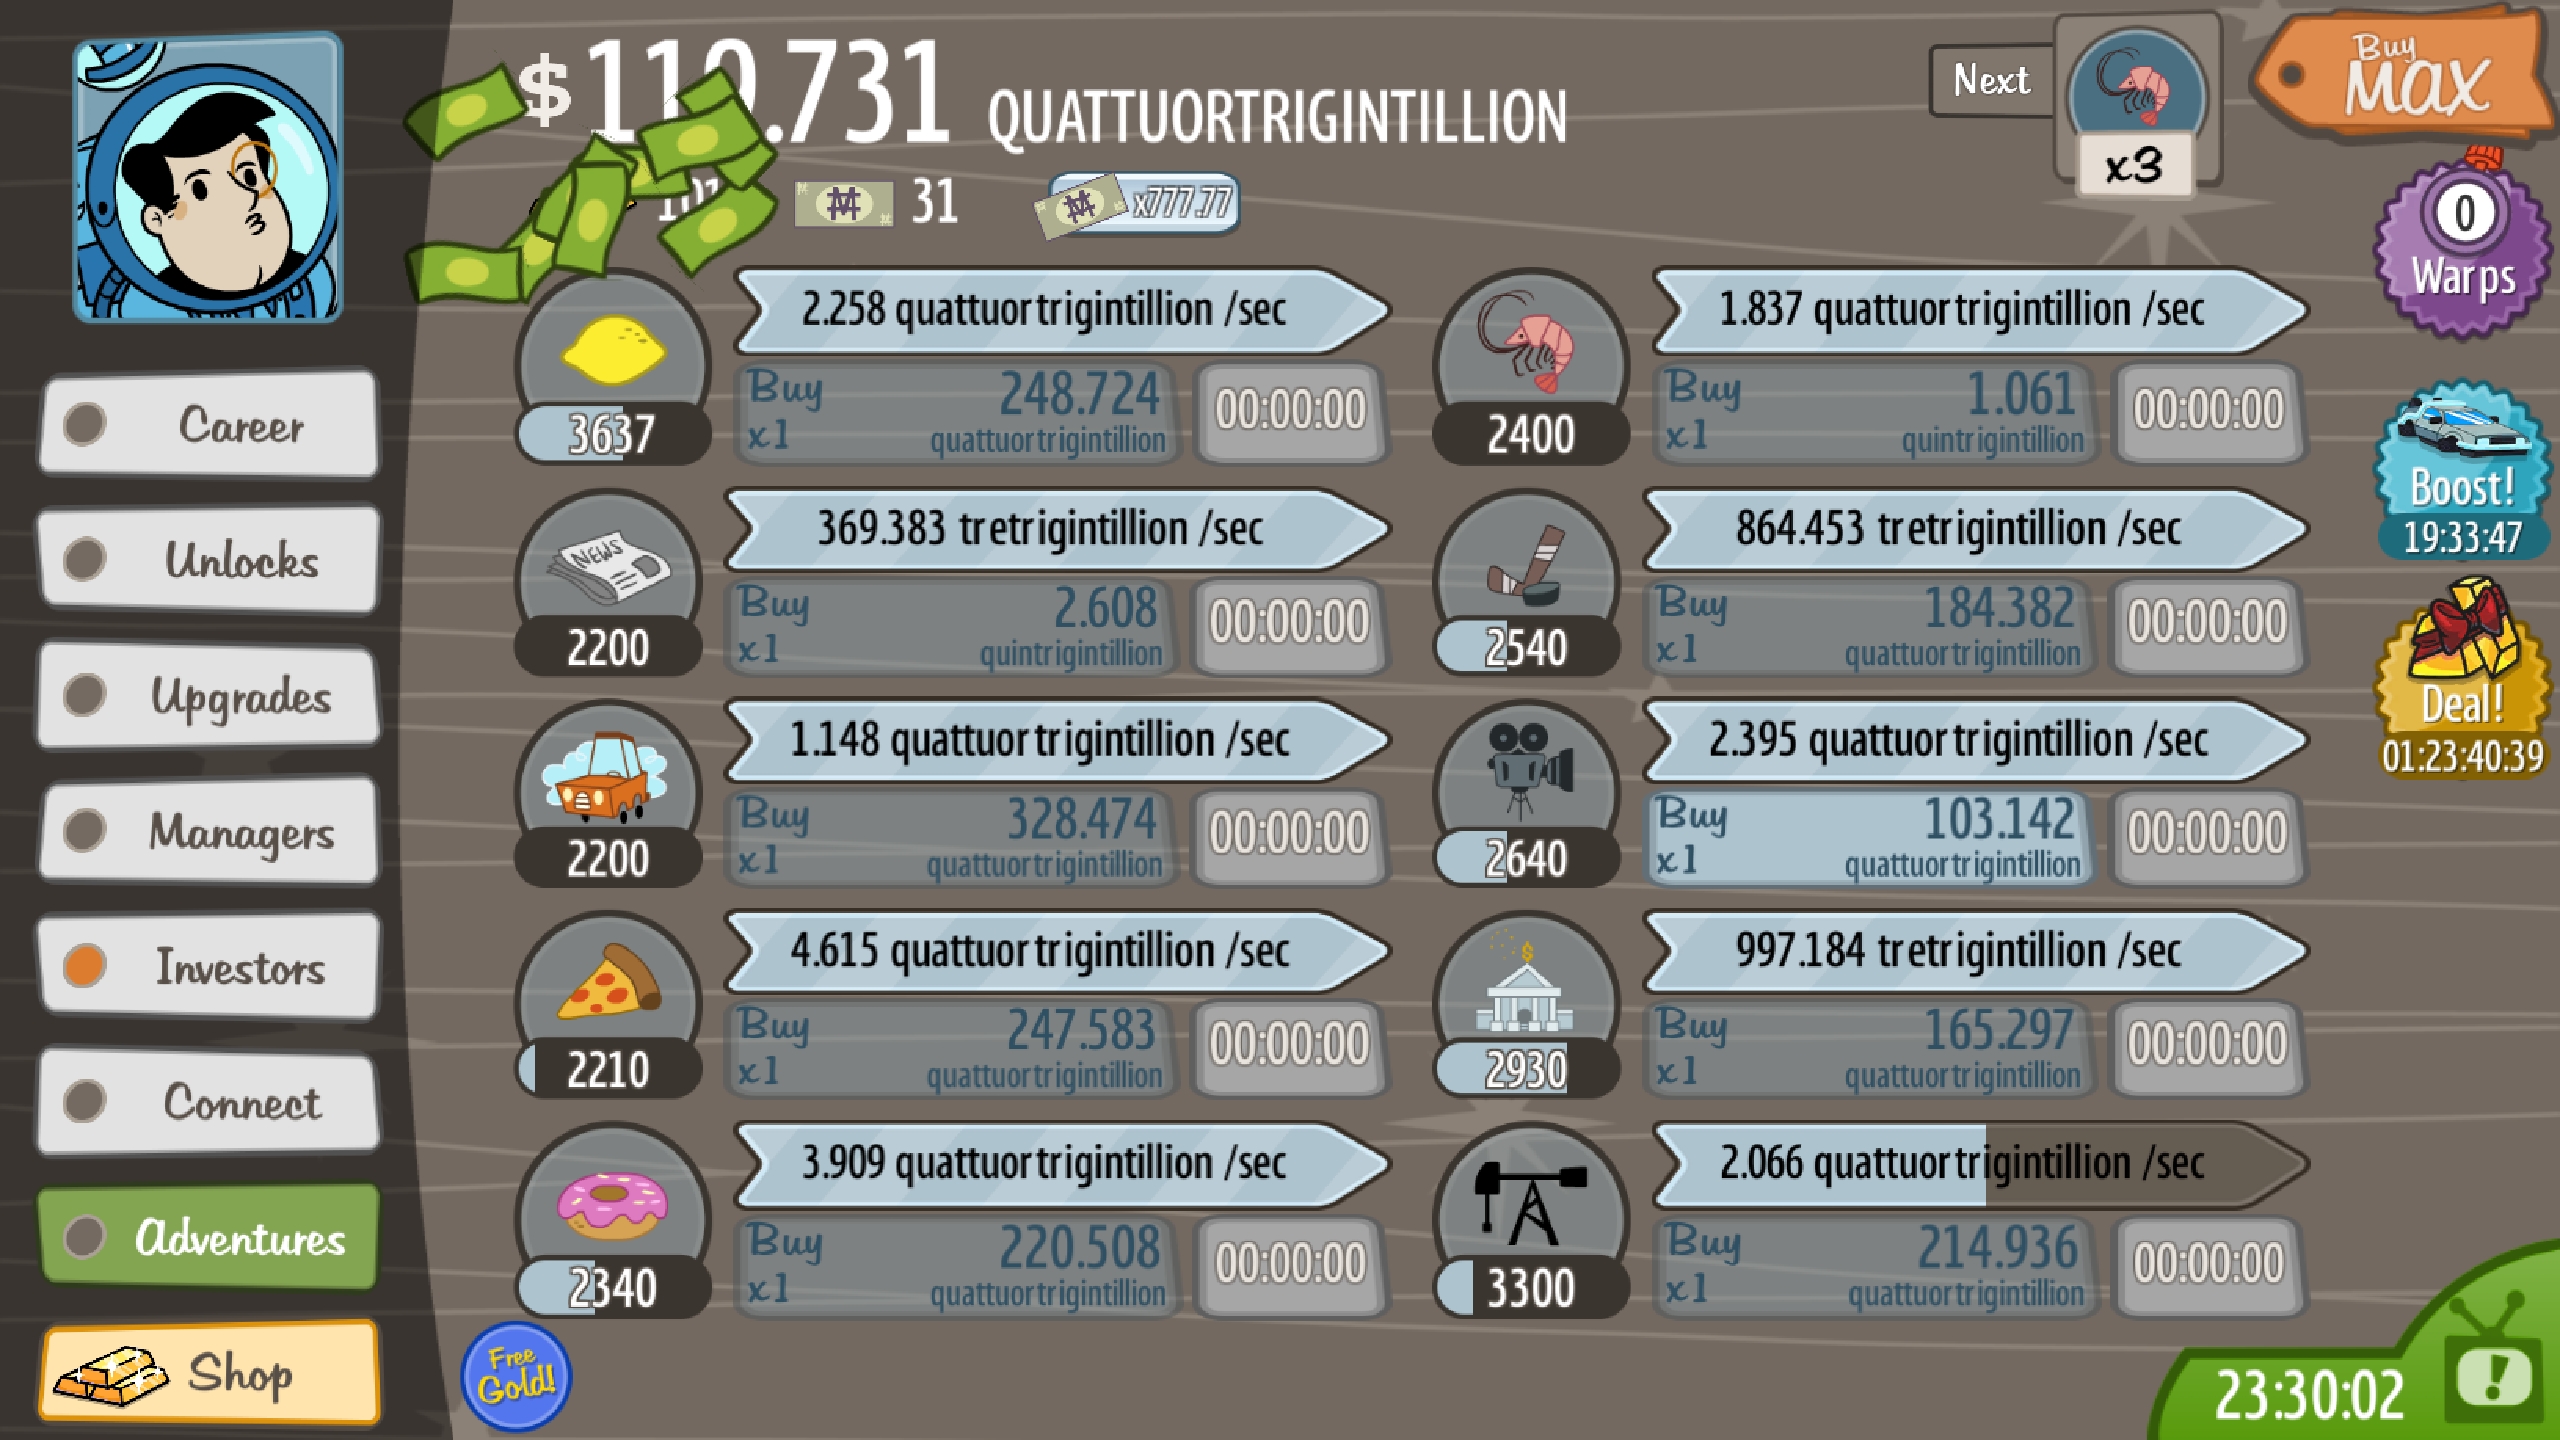 $119.731 QUATTUORTRIGINTILLION
31
x777.77
Next
x3
Buy
MAX
0
Warps
Boost!
19:33:47
Deal!
01:23:40:39
Career
Unlocks
Upgrades
Managers
Investors
Connect
Adventures
Shop
2.258 quattuortrigintillion /sec
3637
Buy
x1
248.724
quattuortrigintillion
00:00:00
1.837 quattuortrigintillion /sec
2400
Buy
x1
1.061
quintrigintillion
00:00:00
NEWS
369.383 tretrigintillion /sec
2200
Buy
x1
2.608
quintrigintillion
00:00:00
864.453 tretrigintillion /sec
2540
Buy
x1
184.382
quattuortrigintillion
00:00:00
1.148 quattuortrigintillion /sec
2200
Buy
x1
328.474
quattuortrigintillion
00:00:00
2.395 quattuortrigintillion /sec
2640
Buy
x1
103.142
quattuortrigintillion
00:00:00
4.615 quattuortrigintillion /sec
2210
Buy
x1
247.583
quattuortrigintillion
00:00:00
997.184 tretrigintillion /sec
2930
Buy
x1
165.297
quattuortrigintillion
00:00:00
3.909 quattuortrigintillion /sec
2340
Buy
x1
220.508
quattuortrigintillion
00:00:00
2.066 quattuortrigintillion /sec
3300
Buy
x1
214.936
quattuortrigintillion
00:00:00
Free
Gold!
23:30:02